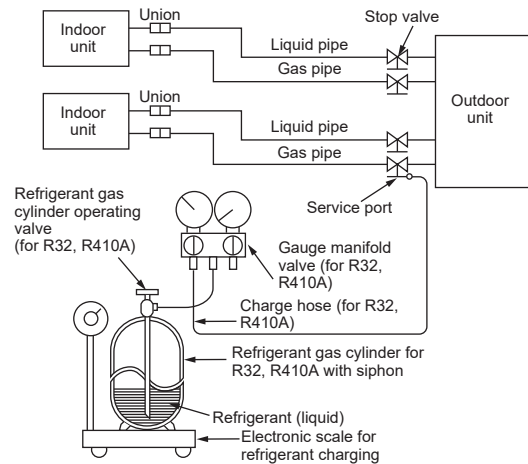 Stop valve
Indoor
unit
Union
Liquid pipe
Gas pipe
Indoor
unit
Union
Liquid pipe
Gas pipe
Outdoor
unit
Service port
Refrigerant gas
cylinder operating
valve
(for R32, R410A)
Gauge manifold
valve (for R32,
R410A)
Charge hose (for R32,
R410A)
Refrigerant gas cylinder for
R32, R410A with siphon
Refrigerant (liquid)
Electronic scale for
refrigerant charging